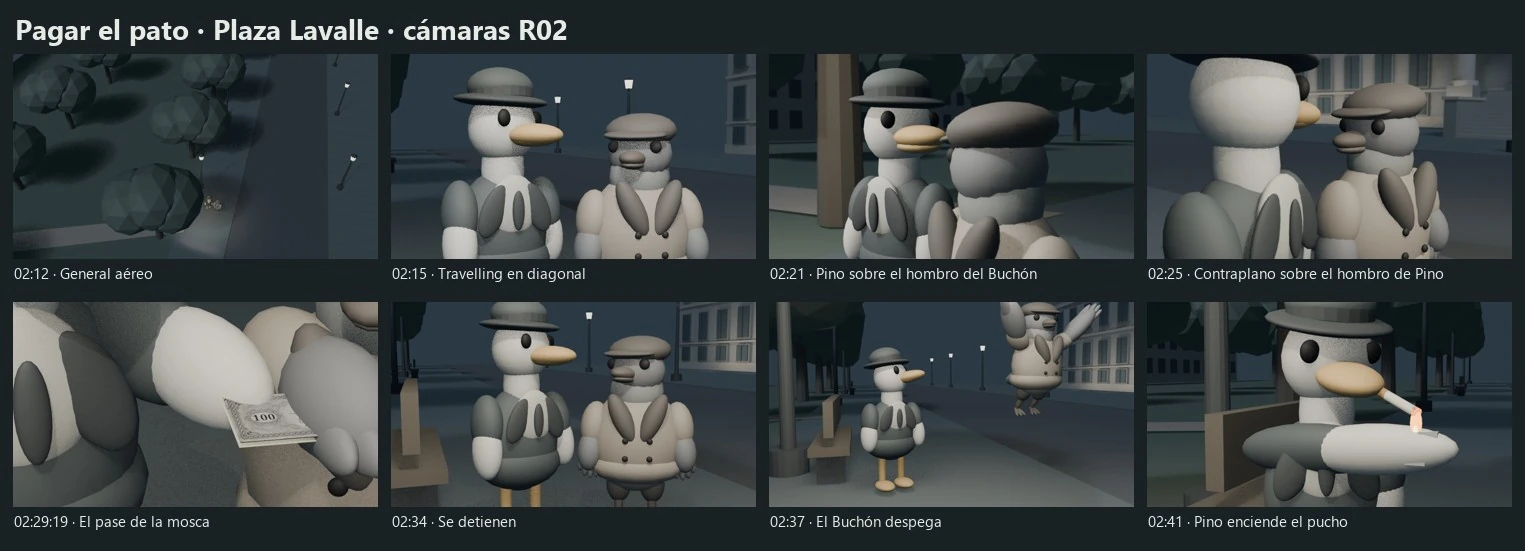 Pagar el pato · Plaza Lavalle · cámaras R02
02:12 · General aéreo
02:15 · Travelling en diagonal
02:21 · Pino sobre el hombro del Buchón
02:25 · Contraplano sobre el hombro de Pino
100
02:29:19 · El pase de la mosca
02:34 · Se detienen
02:37 · El Buchón despega
02:41 · Pino enciende el pucho